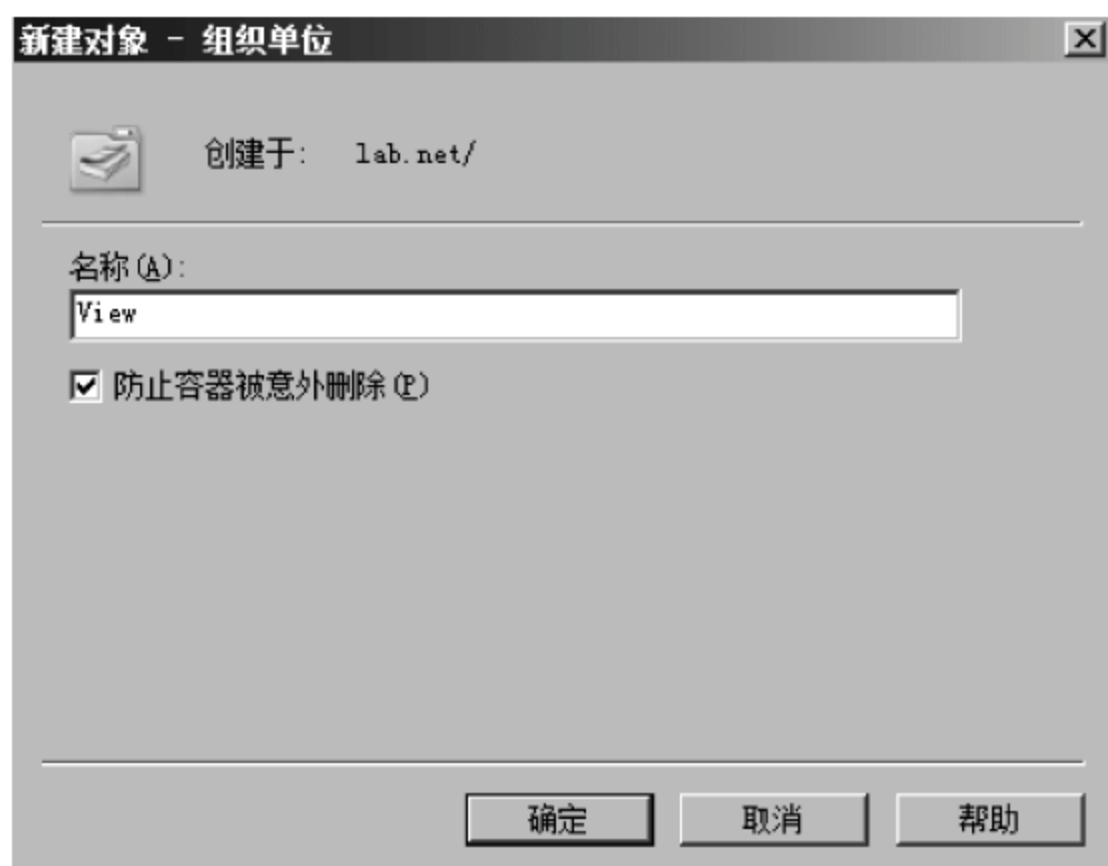 新建对象 - 组织单位
创建于: lab.net/
名称(A):
View
防止容器被意外删除(P)
确定 取消 帮助